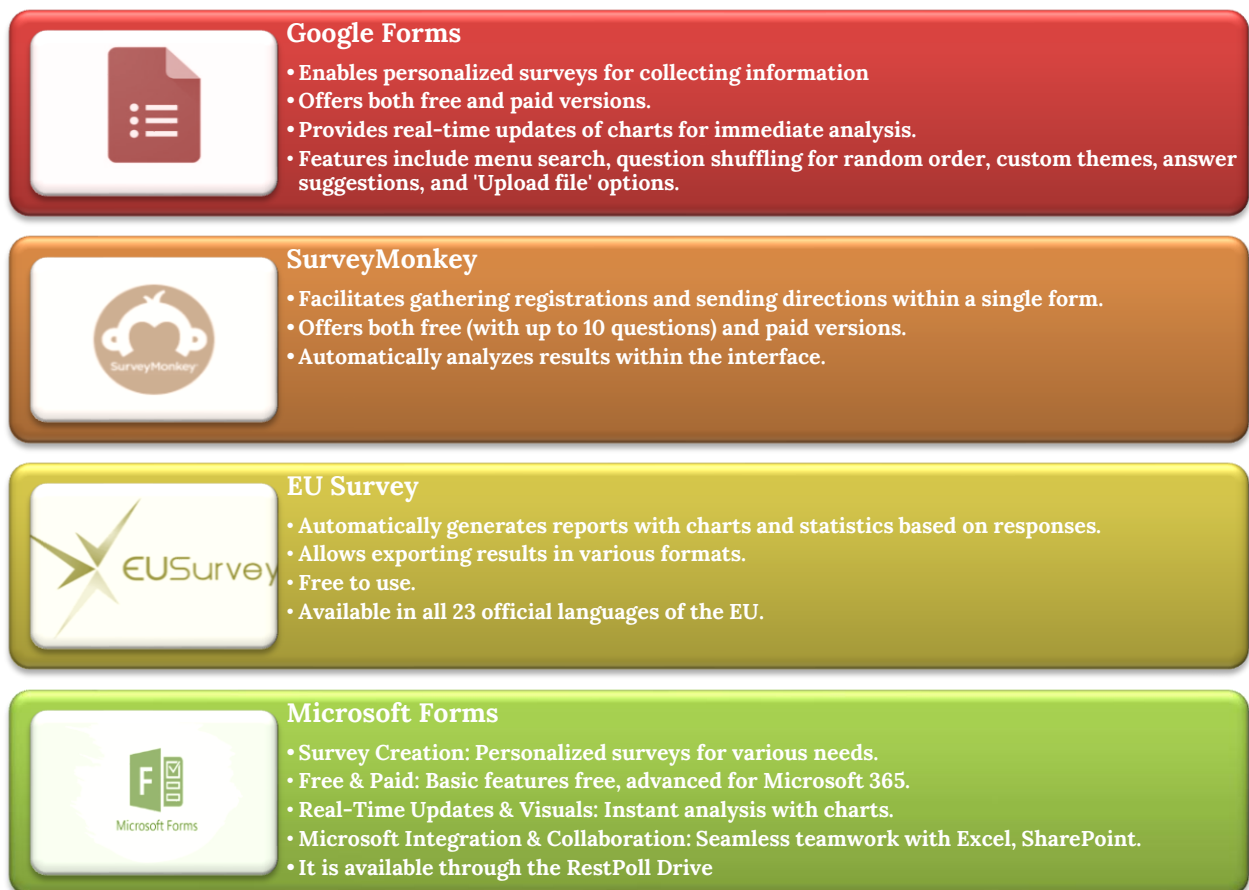 Google Forms
• Enables personalized surveys for collecting information
• Offers both free and paid versions.
• Provides real-time updates of charts for immediate analysis.
• Features include menu search, question shuffling for random order, custom themes, answer
suggestions, and 'Upload file' options.
SurveyMonkey
SurveyMonkey
• Facilitates gathering registrations and sending directions within a single form.
• Offers both free (with up to 10 questions) and paid versions.
• Automatically analyzes results within the interface.
EUSurvey
EU Survey
• Automatically generates reports with charts and statistics based on responses.
• Allows exporting results in various formats.
• Free to use.
• Available in all 23 official languages of the EU.
F
Microsoft Forms
Microsoft Forms
• Survey Creation: Personalized surveys for various needs.
• Free & Paid: Basic features free, advanced for Microsoft 365.
• Real-Time Updates & Visuals: Instant analysis with charts.
• Microsoft Integration & Collaboration: Seamless teamwork with Excel, SharePoint.
• It is available through the RestPoll Drive